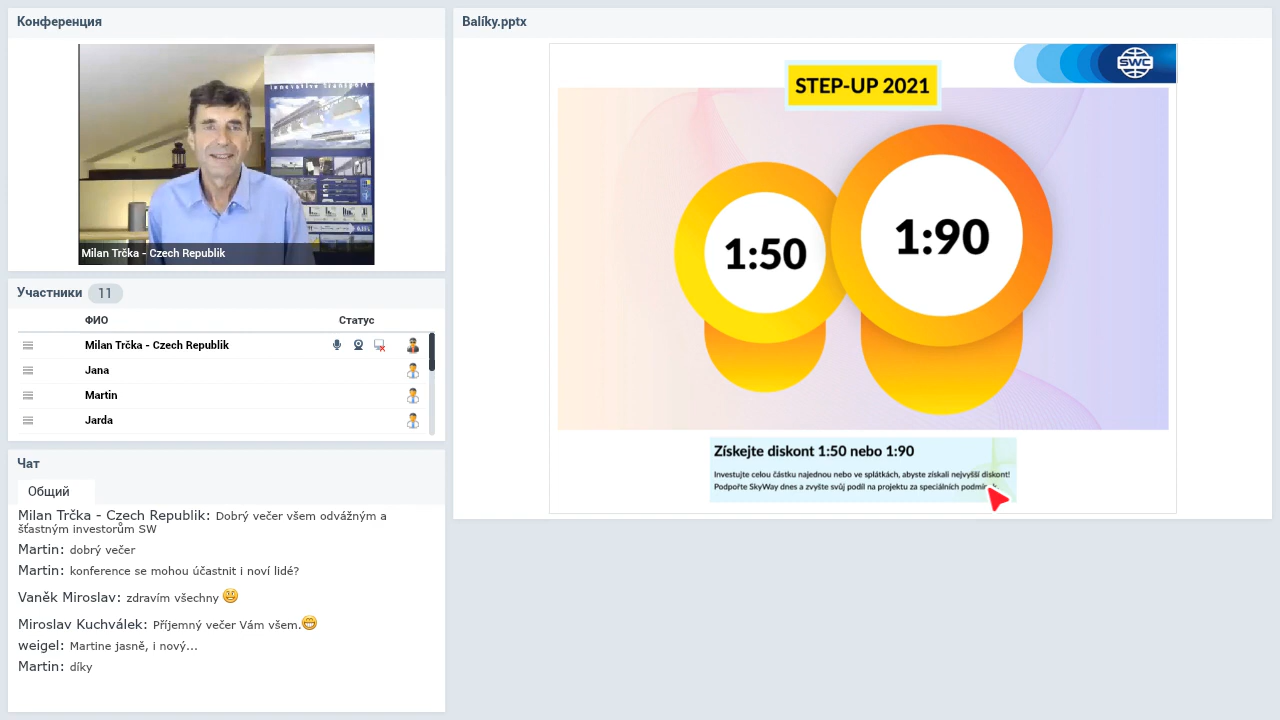 Конференция
innovative transport
Milan Trčka - Czech Republik
Участники 11
ФИО Статус
Milan Trčka - Czech Republik
Jana
Martin
Jarda
Чат
Общий
Milan Trčka - Czech Republik: Dobrý večer všem odvážným a
šťastným investorům SW
Martin: dobrý večer
Martin: konference se mohou účastnit i noví lidé?
Vaněk Miroslav: zdravím všechny
Miroslav Kuchválek: Příjemný večer Vám všem.
weigel: Martine jasně, i nový...
Martin: díky
Balíky.pptx
SWC
STEP-UP 2021
1:50
1:90
Získejte diskont 1:50 nebo 1:90
Investujte celou částku najednou nebo ve splátkách, abyste získali nejvyšší diskont!
Podpořte SkyWay dnes a zvyšte svůj podíl na projektu za speciálních